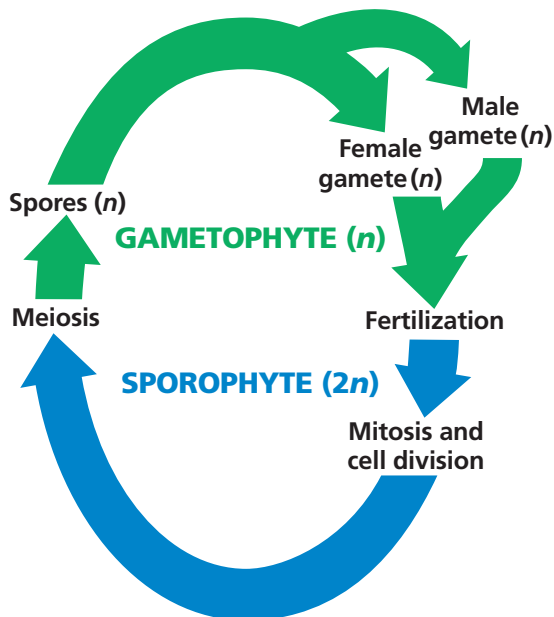 Male
gamete (n)
Female
gamete (n)
Spores (n)
GAMETOPHYTE (n)
Meiosis
Fertilization
SPOROPHYTE (2n)
Mitosis and
cell division